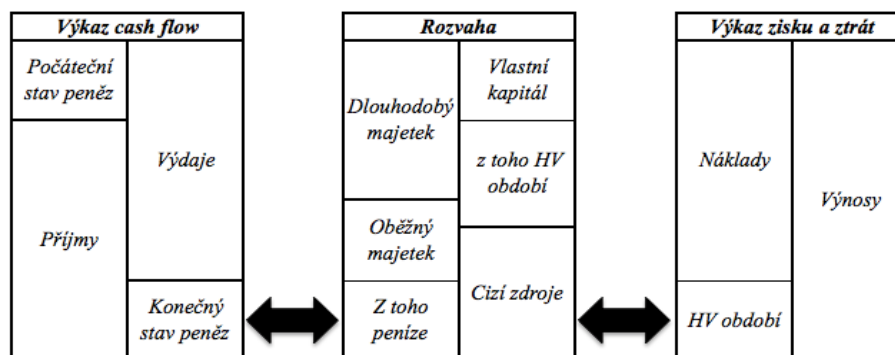 Výkaz cash flow
Počáteční
stav peněz
Výdaje
Příjmy
Konečný
stav peněz
Rozvaha
Dlouhodobý
majetek
Vlastní
kapitál
z toho HV
období
Oběžný
majetek
Z toho
peníze
Cizí zdroje
Výkaz zisku a ztrát
Náklady
Výnosy
HV období